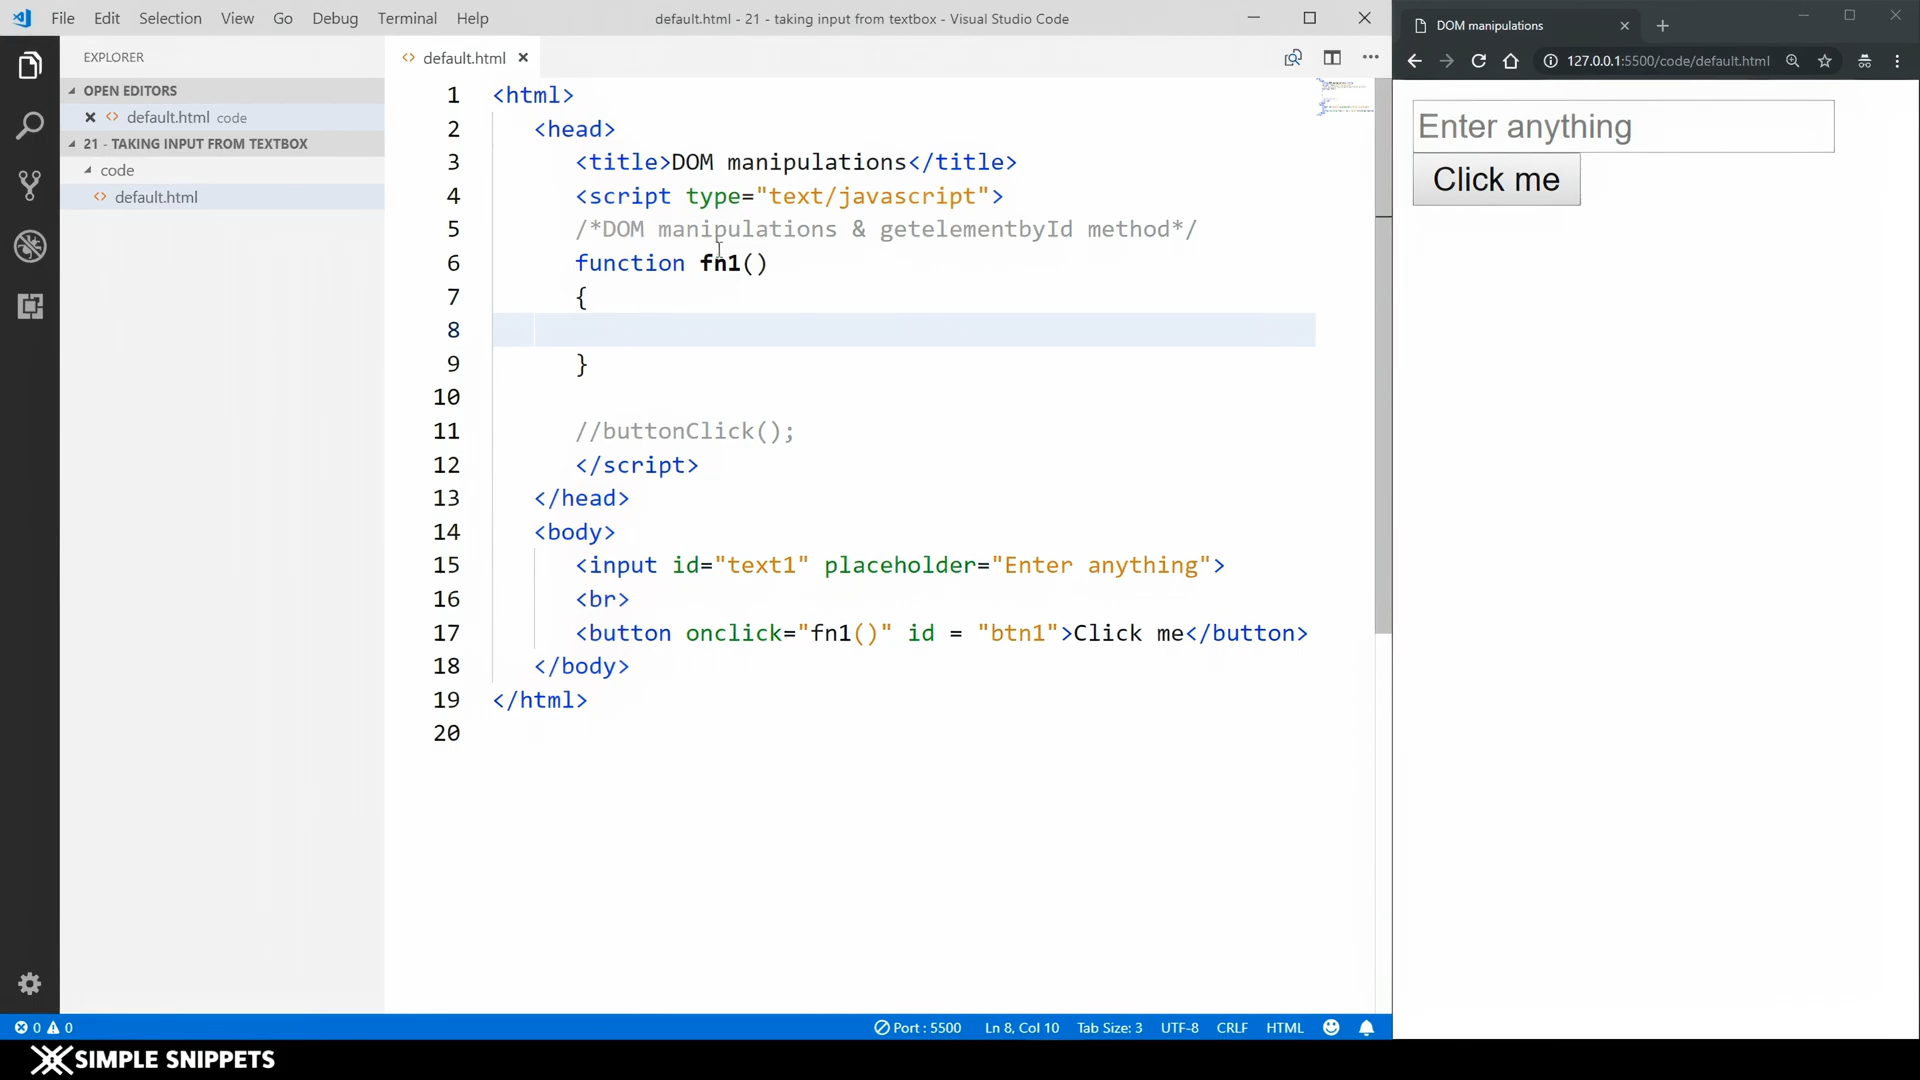 File Edit Selection View Go Debug Terminal Help
default.html - 21 - taking input from textbox - Visual Studio Code
EXPLORER
OPEN EDITORS
default.html code
21 - TAKING INPUT FROM TEXTBOX
code
default.html
default.html
1 <html>
2 <head>
3 <title>DOM manipulations</title>
4 <script type="text/javascript">
5 /*DOM manipulations & getelementbyId method*/
6 function fn1()
7 {
8
9 }
10
11 //buttonClick();
12 </script>
13 </head>
14 <body>
15 <input id="text1" placeholder="Enter anything">
16 <br>
17 <button onclick="fn1()" id = "btn1">Click me</button>
18 </body>
19 </html>
20
0 0 Port : 5500 Ln 8, Col 10 Tab Size: 3 UTF-8 CRLF HTML
DOM manipulations
127.0.0.1:5500/code/default.html
Enter anything
Click me
SIMPLE SNIPPETS